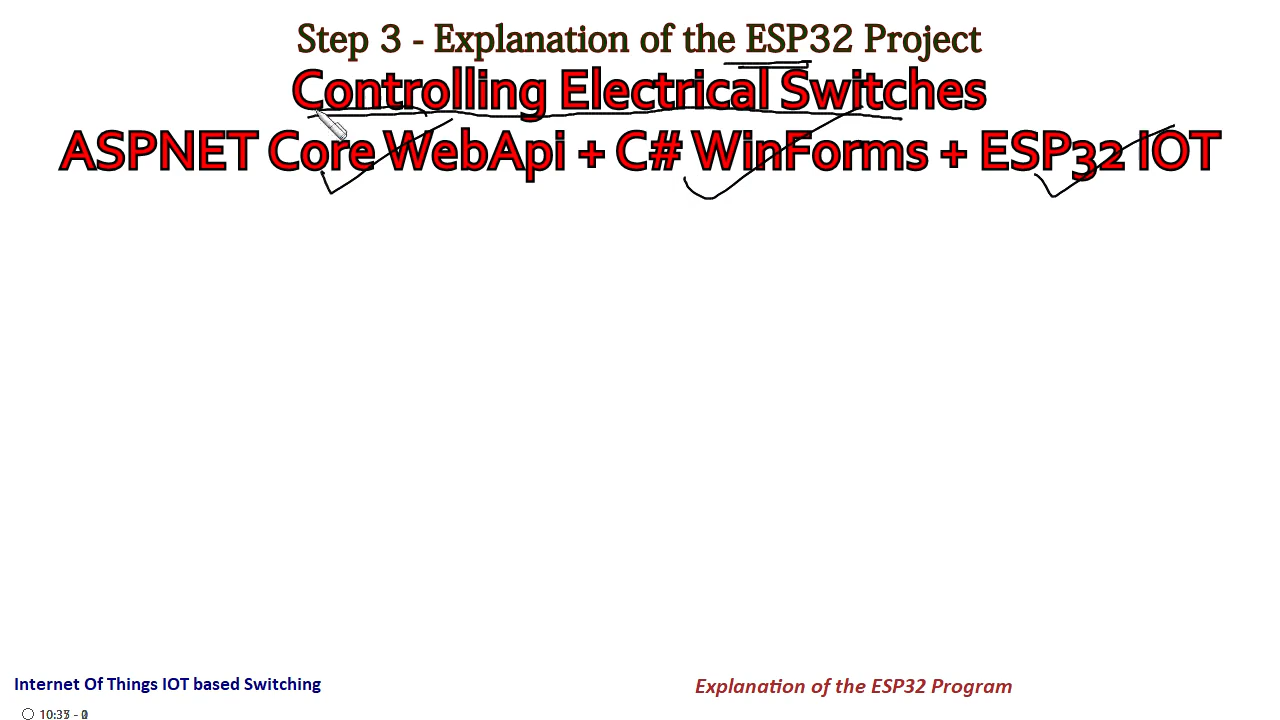 Step 3 - Explanation of the ESP32 Project
Controlling Electrical Switches
ASPNET Core WebApi + C# WinForms + ESP32 IOT
Internet Of Things IOT based Switching
Explanation of the ESP32 Program